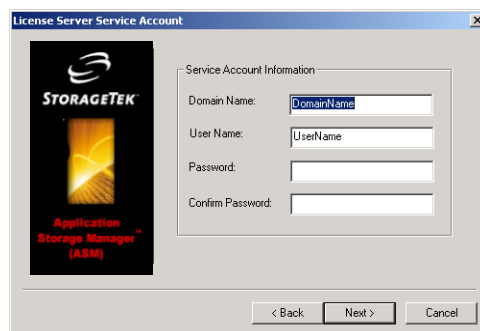 License Server Service Account
STORAGETEK
Application
Storage Manager™
(ASM)
Service Account Information
Domain Name: DomainName
User Name: UserName
Password:
Confirm Password:
< Back Next > Cancel